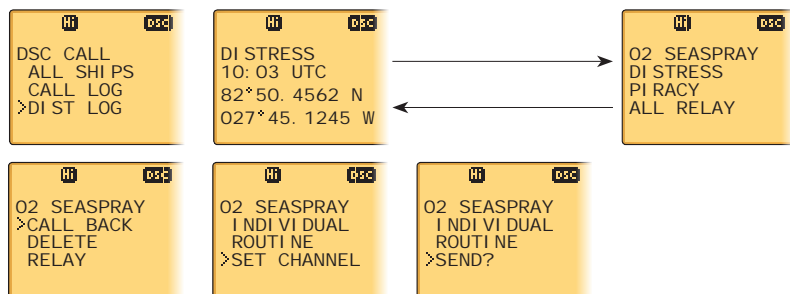 Hi DSC
DSC CALL
ALL SHIPS
CALL LOG
>DIST LOG
Hi DSC
DISTRESS
10:03 UTC
82°50.4562 N
027°45.1245 W
Hi DSC
02 SEASPRAY
DISTRESS
PIRACY
ALL RELAY
Hi DSC
02 SEASPRAY
>CALL BACK
DELETE
RELAY
Hi DSC
02 SEASPRAY
INDIVIDUAL
ROUTINE
>SET CHANNEL
Hi DSC
02 SEASPRAY
INDIVIDUAL
ROUTINE
>SEND?